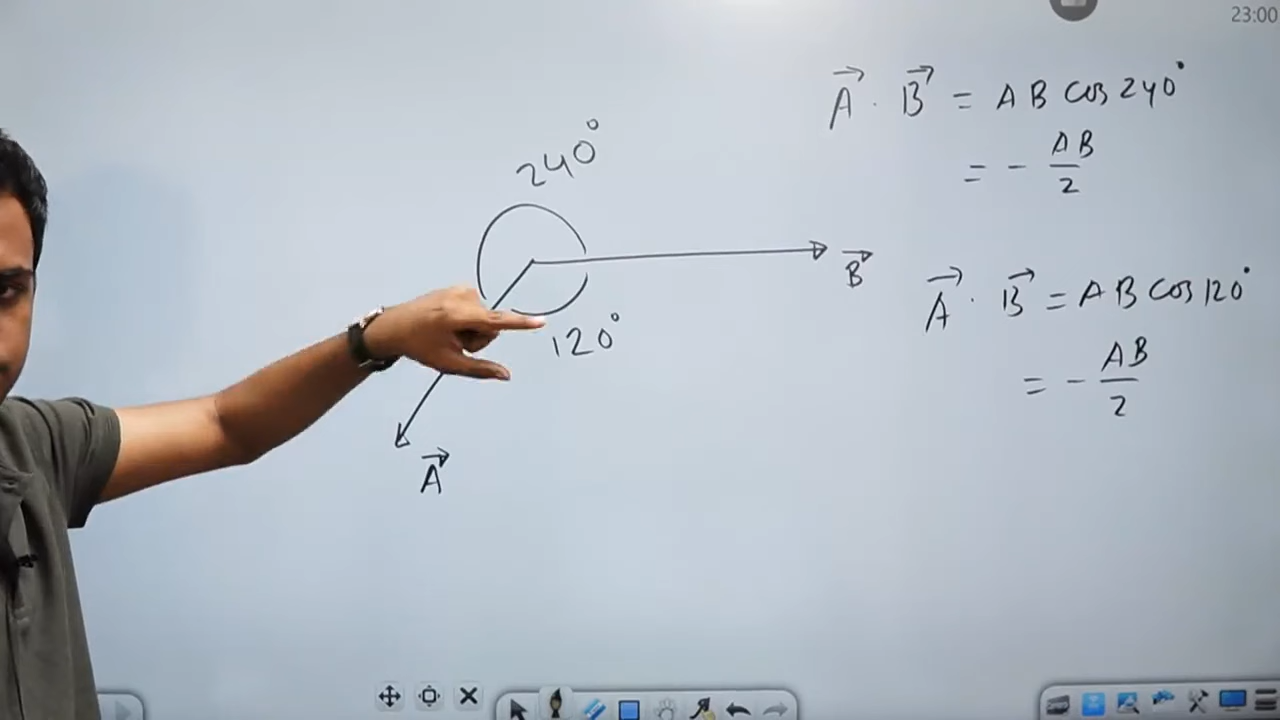 23:00
A⃗ · B⃗ = AB cos 240°
= - AB/2
240°
B⃗
A⃗ · B⃗ = AB cos 120°
= - AB/2
120°
A⃗